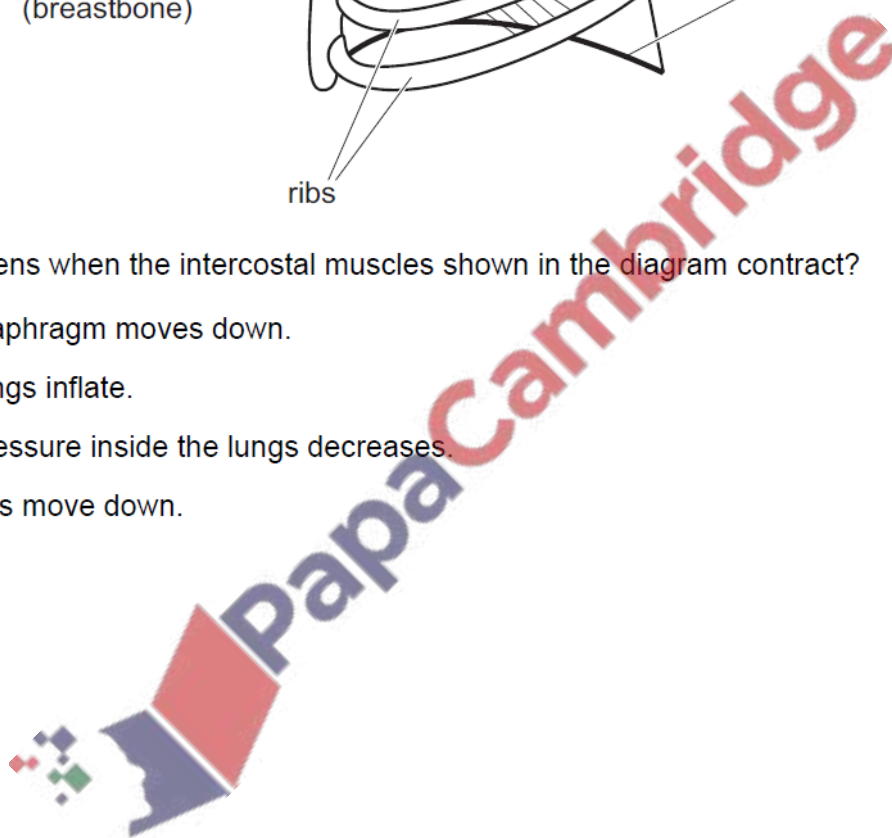 (breastbone)
ribs
ens when the intercostal muscles shown in the diagram contract?
aphragm moves down.
ngs inflate.
essure inside the lungs decreases.
s move down.
PapaCambridge